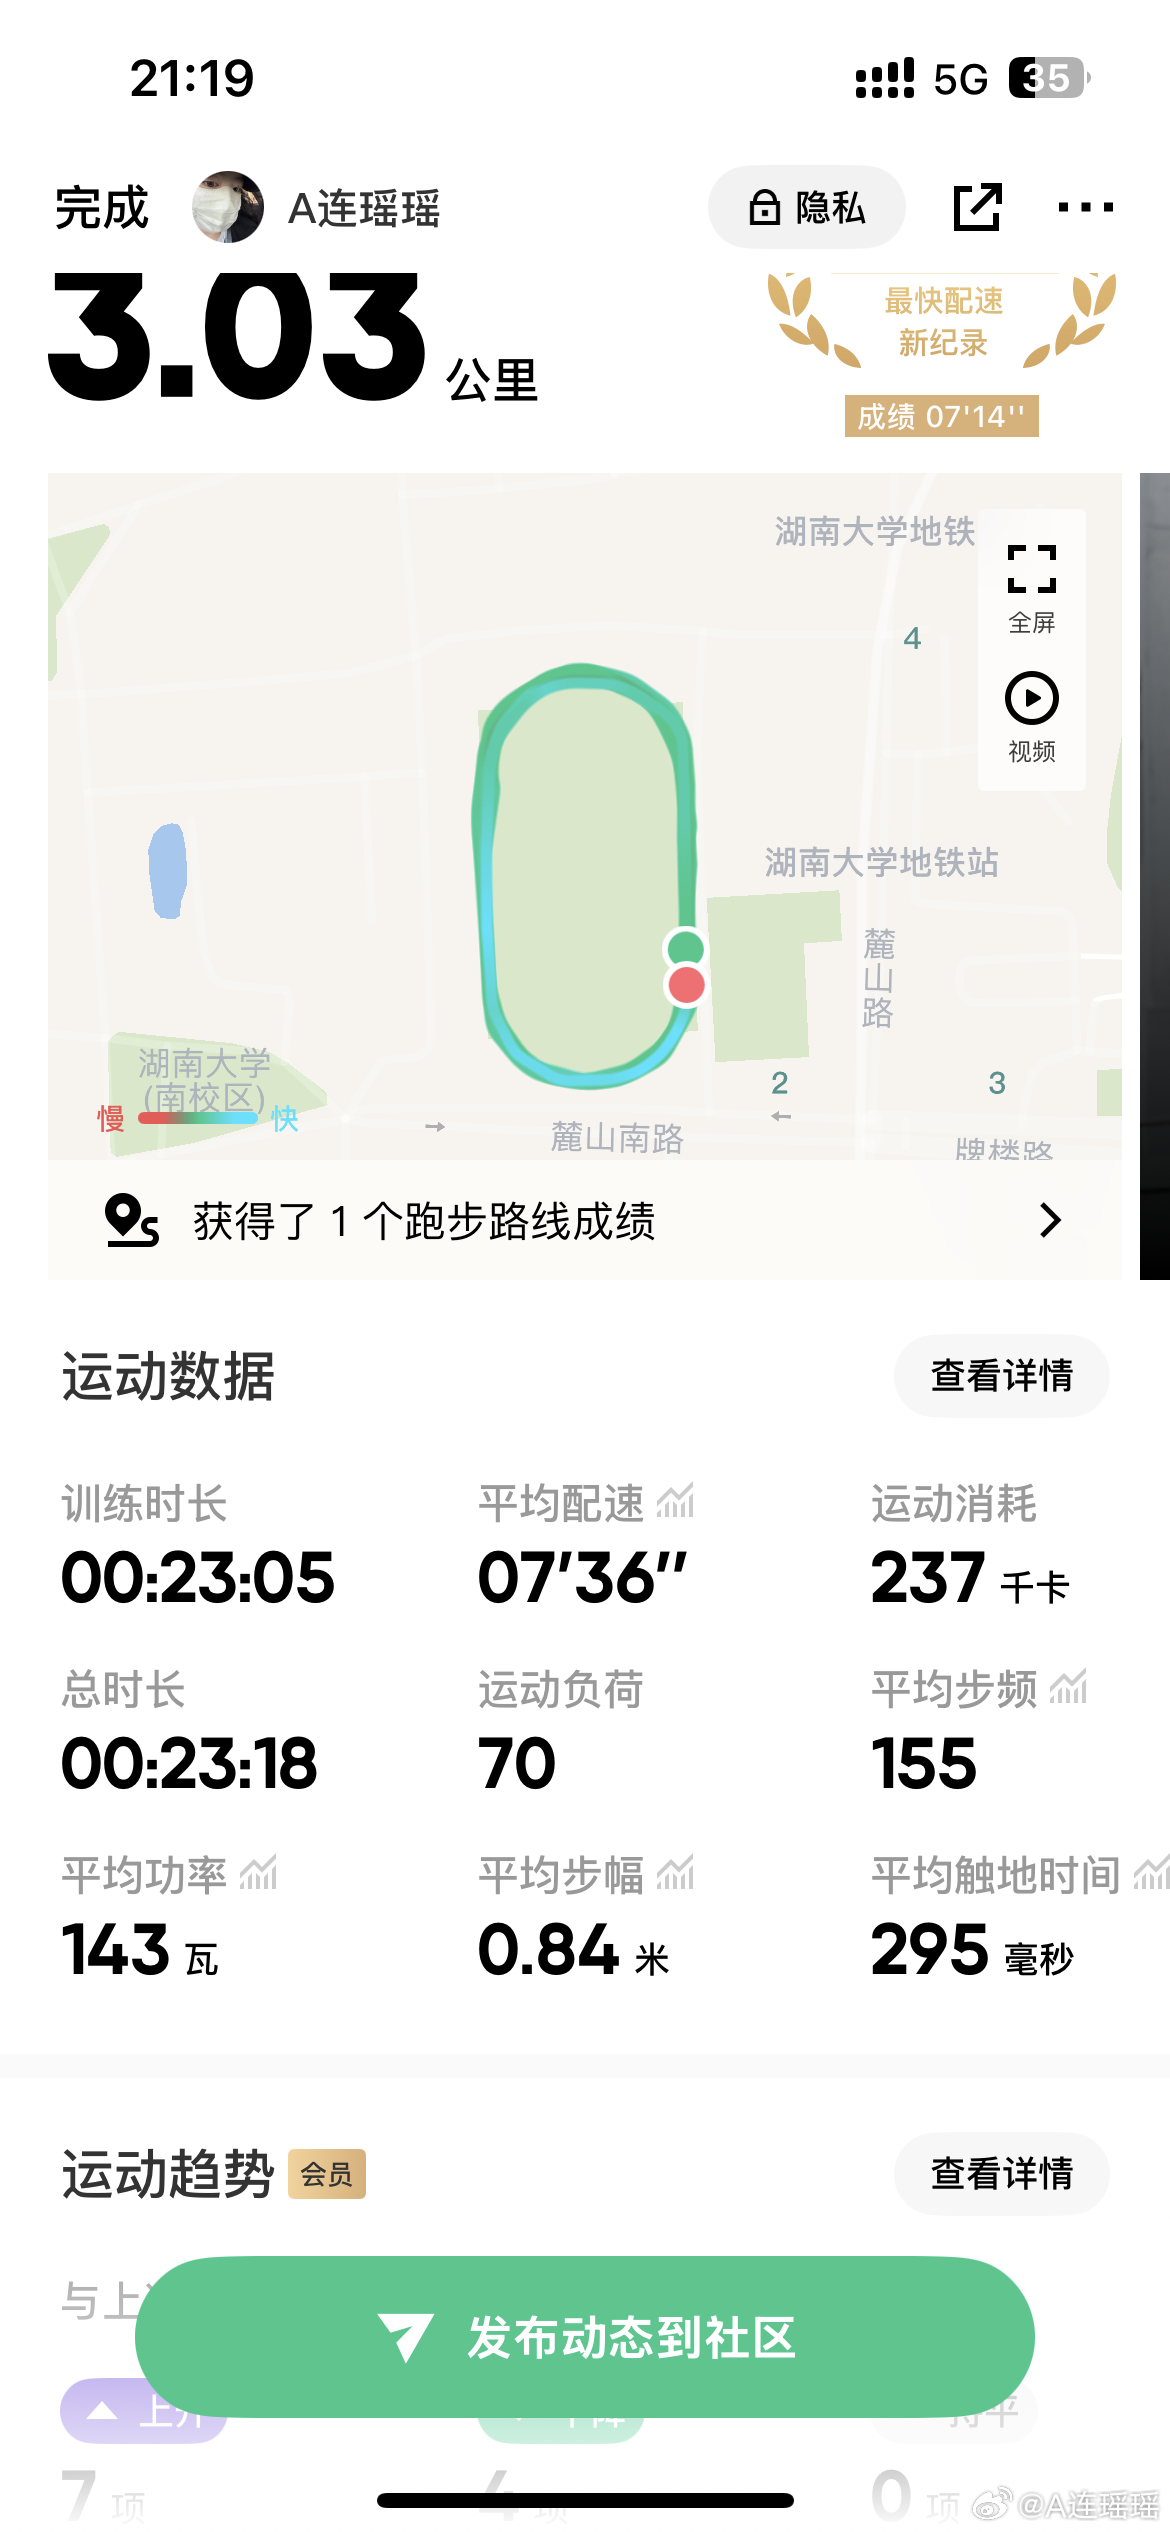 21:19
5G 35
完成 A连瑶瑶 隐私
3.03 公里
最快配速
新纪录
成绩 07'14''
湖南大学地铁
全屏
4
视频
湖南大学地铁站
麓山路
湖南大学
(南校区)
慢 快
2
3
麓山南路
牌楼路
获得了 1 个跑步路线成绩
运动数据 查看详情
训练时长 平均配速 运动消耗
00:23:05 07'36'' 237 千卡
总时长 运动负荷 平均步频
00:23:18 70 155
平均功率 平均步幅 平均触地时间
143 瓦 0.84 米 295 毫秒
运动趋势 会员 查看详情
与上
发布动态到社区
上升 下降 持平
7 项 4 项 0 项
@A连瑶瑶